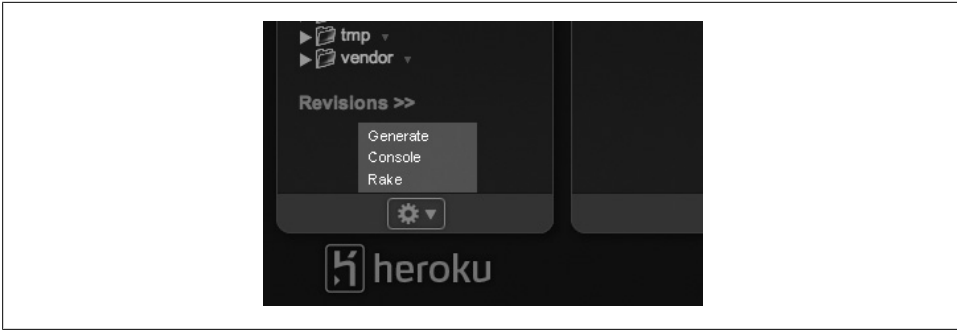 tmp
vendor
Revisions >>
Generate
Console
Rake
heroku